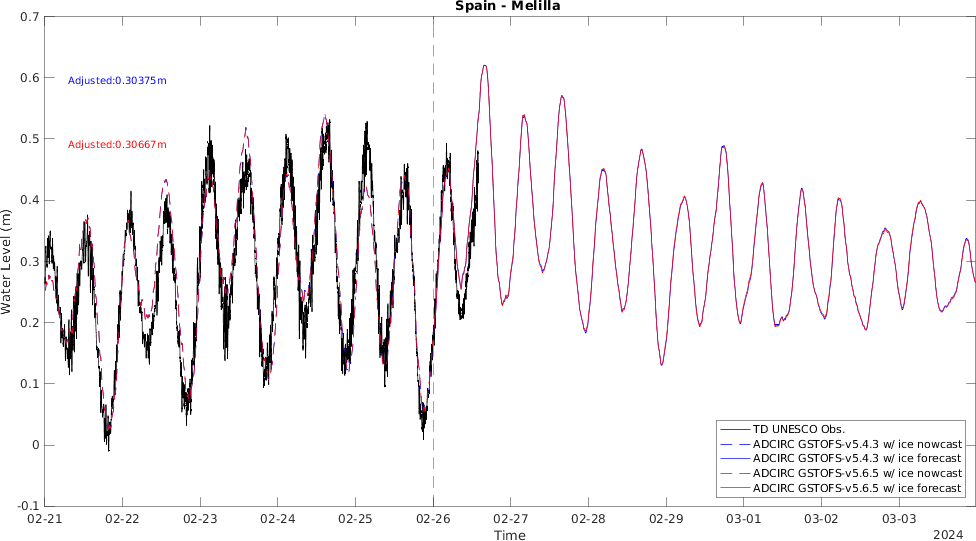 Spain - Melilla
0.7
0.6
0.5
0.4
0.3
0.2
0.1
0
-0.1
Water Level (m)
Adjusted:0.30375m
Adjusted:0.30667m
TD UNESCO Obs.
ADCIRC GSTOFS-v5.4.3 w/ ice nowcast
ADCIRC GSTOFS-v5.4.3 w/ ice forecast
ADCIRC GSTOFS-v5.6.5 w/ ice nowcast
ADCIRC GSTOFS-v5.6.5 w/ ice forecast
02-21 02-22 02-23 02-24 02-25 02-26 02-27 02-28 02-29 03-01 03-02 03-03
Time
2024